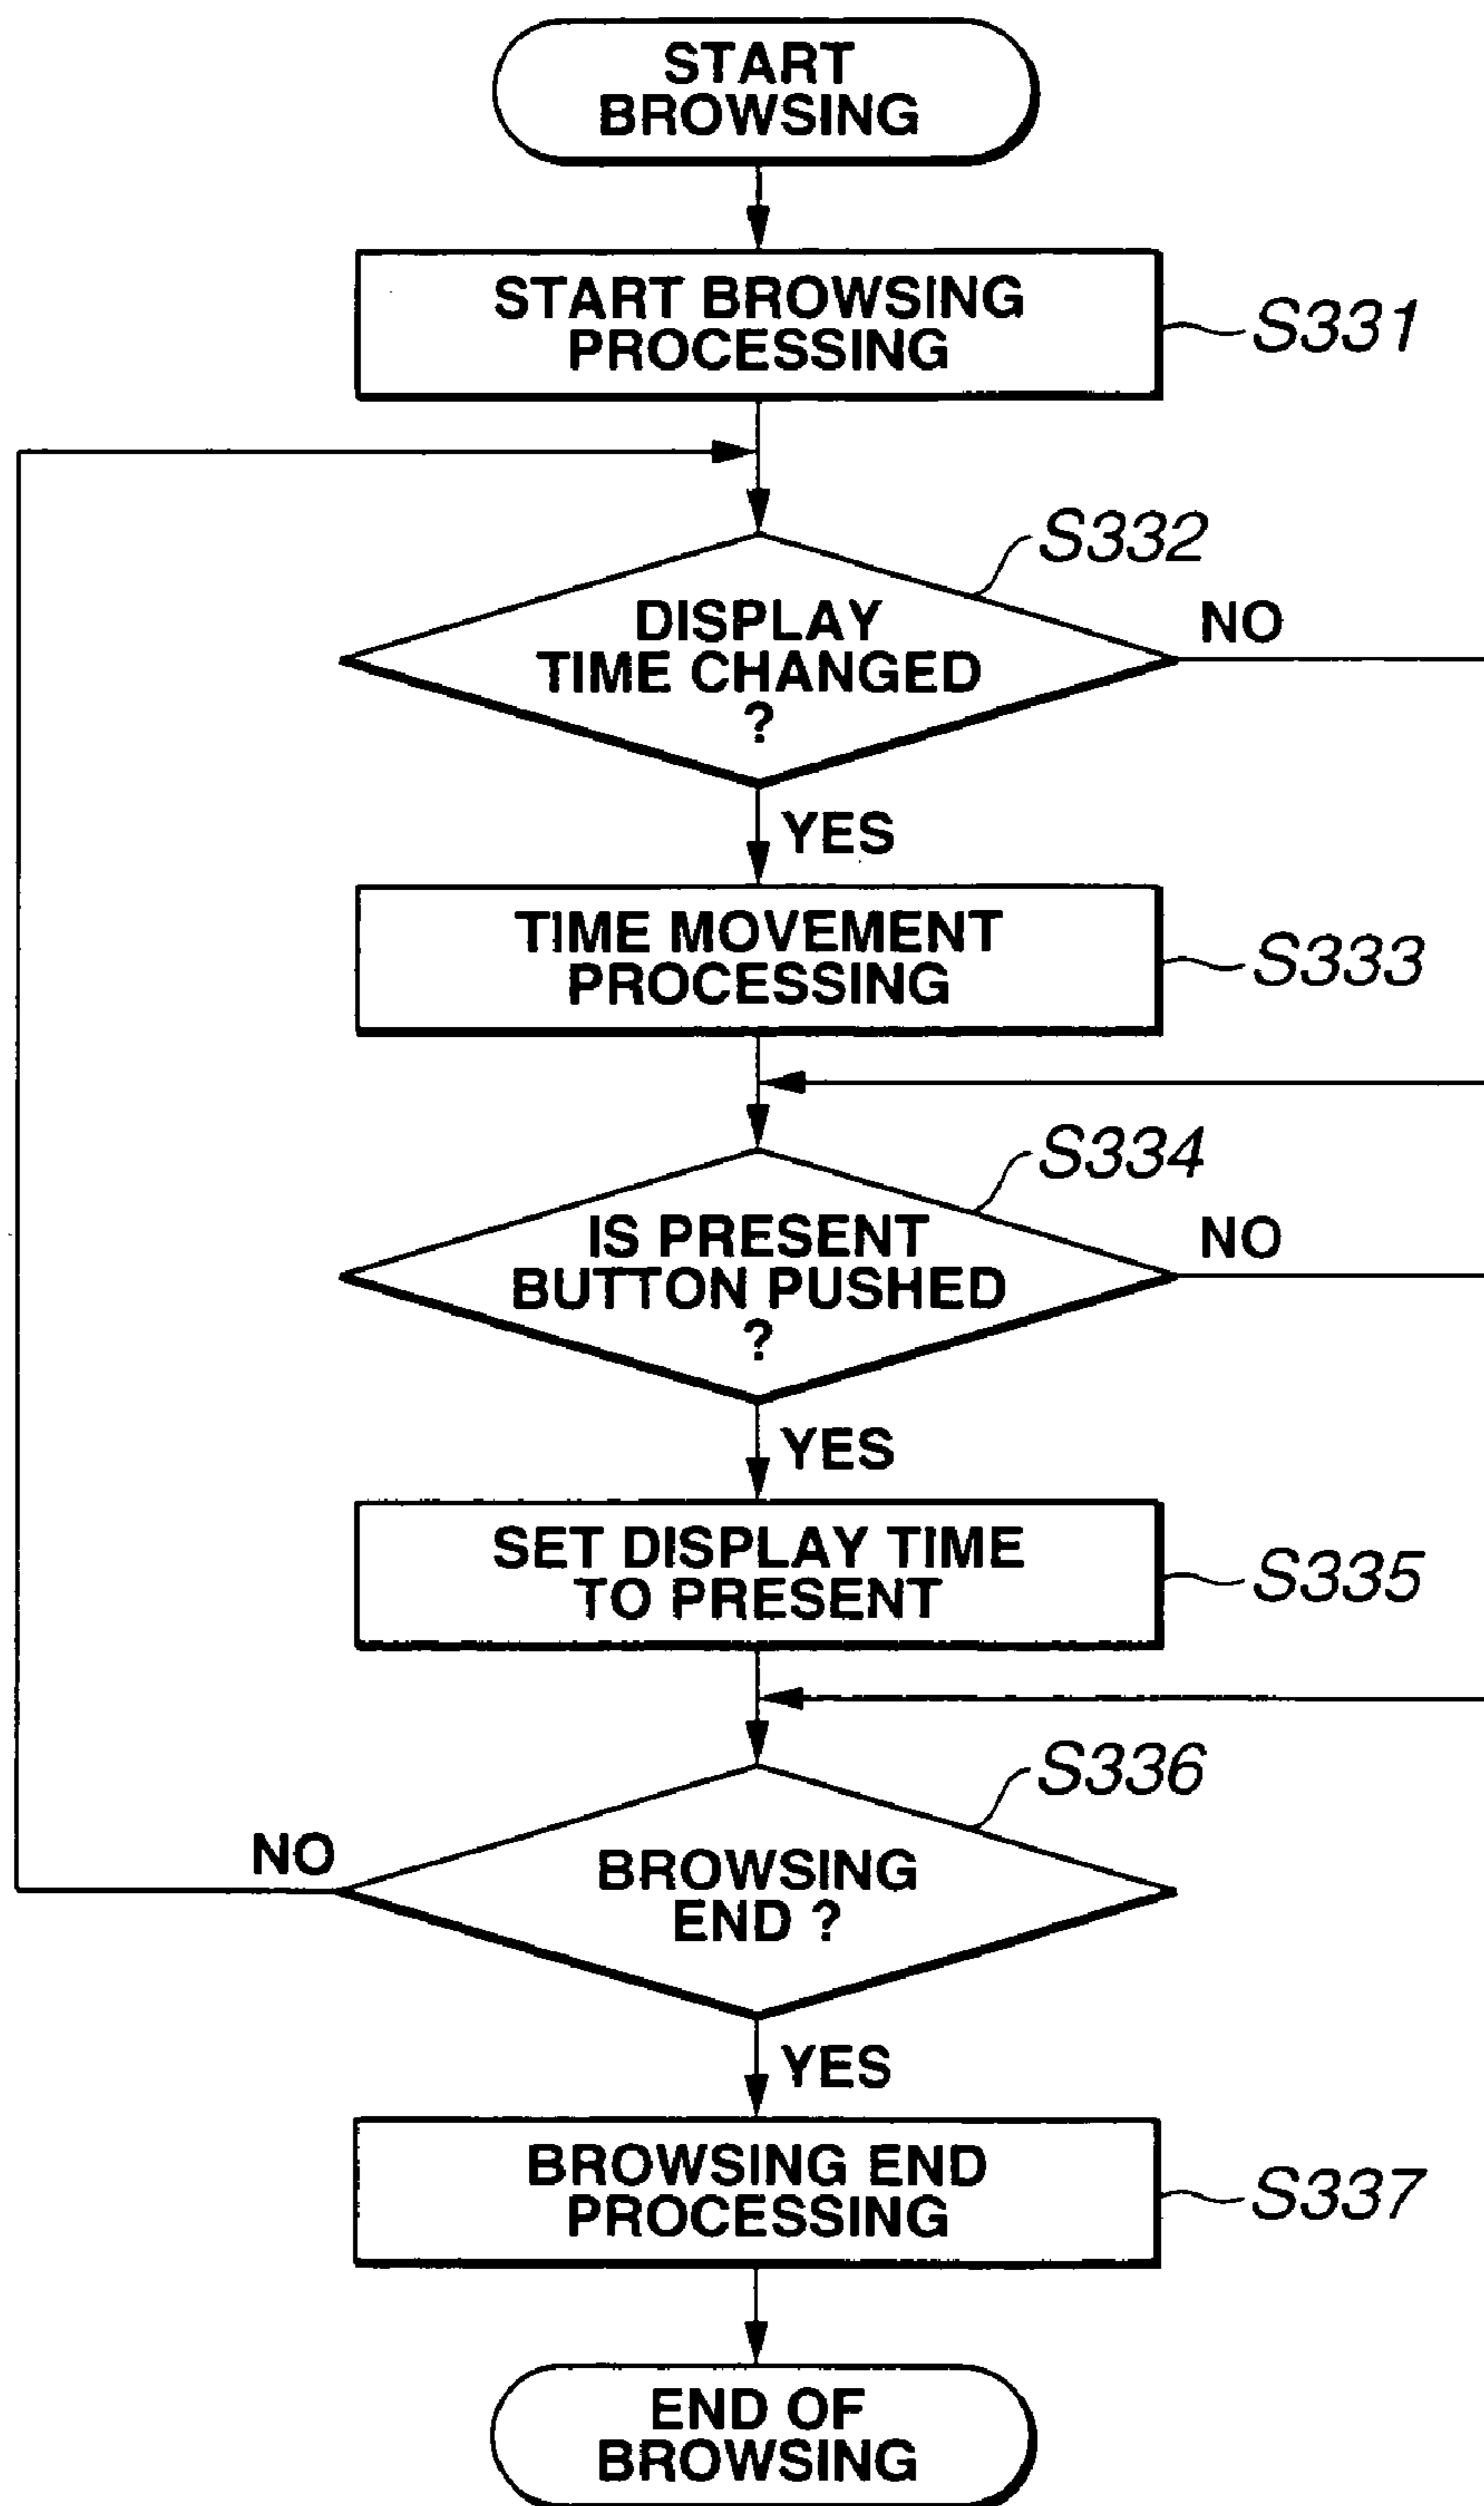 START
BROWSING
START BROWSING
PROCESSING
S331
S332
DISPLAY
TIME CHANGED
?
NO
YES
TIME MOVEMENT
PROCESSING
S333
S334
IS PRESENT
BUTTON PUSHED
?
NO
YES
SET DISPLAY TIME
TO PRESENT
S335
S336
NO
BROWSING
END ?
YES
BROWSING END
PROCESSING
S337
END OF
BROWSING